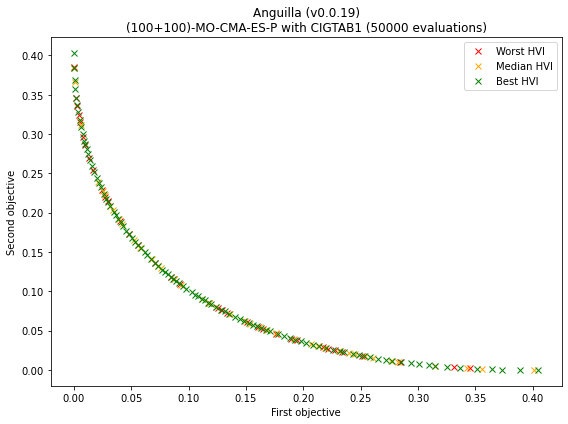 Anguilla (v0.0.19)
(100+100)-MO-CMA-ES-P with CIGTAB1 (50000 evaluations)
Worst HVI
Median HVI
Best HVI
Second objective
0.40
0.35
0.30
0.25
0.20
0.15
0.10
0.05
0.00
0.00 0.05 0.10 0.15 0.20 0.25 0.30 0.35 0.40
First objective